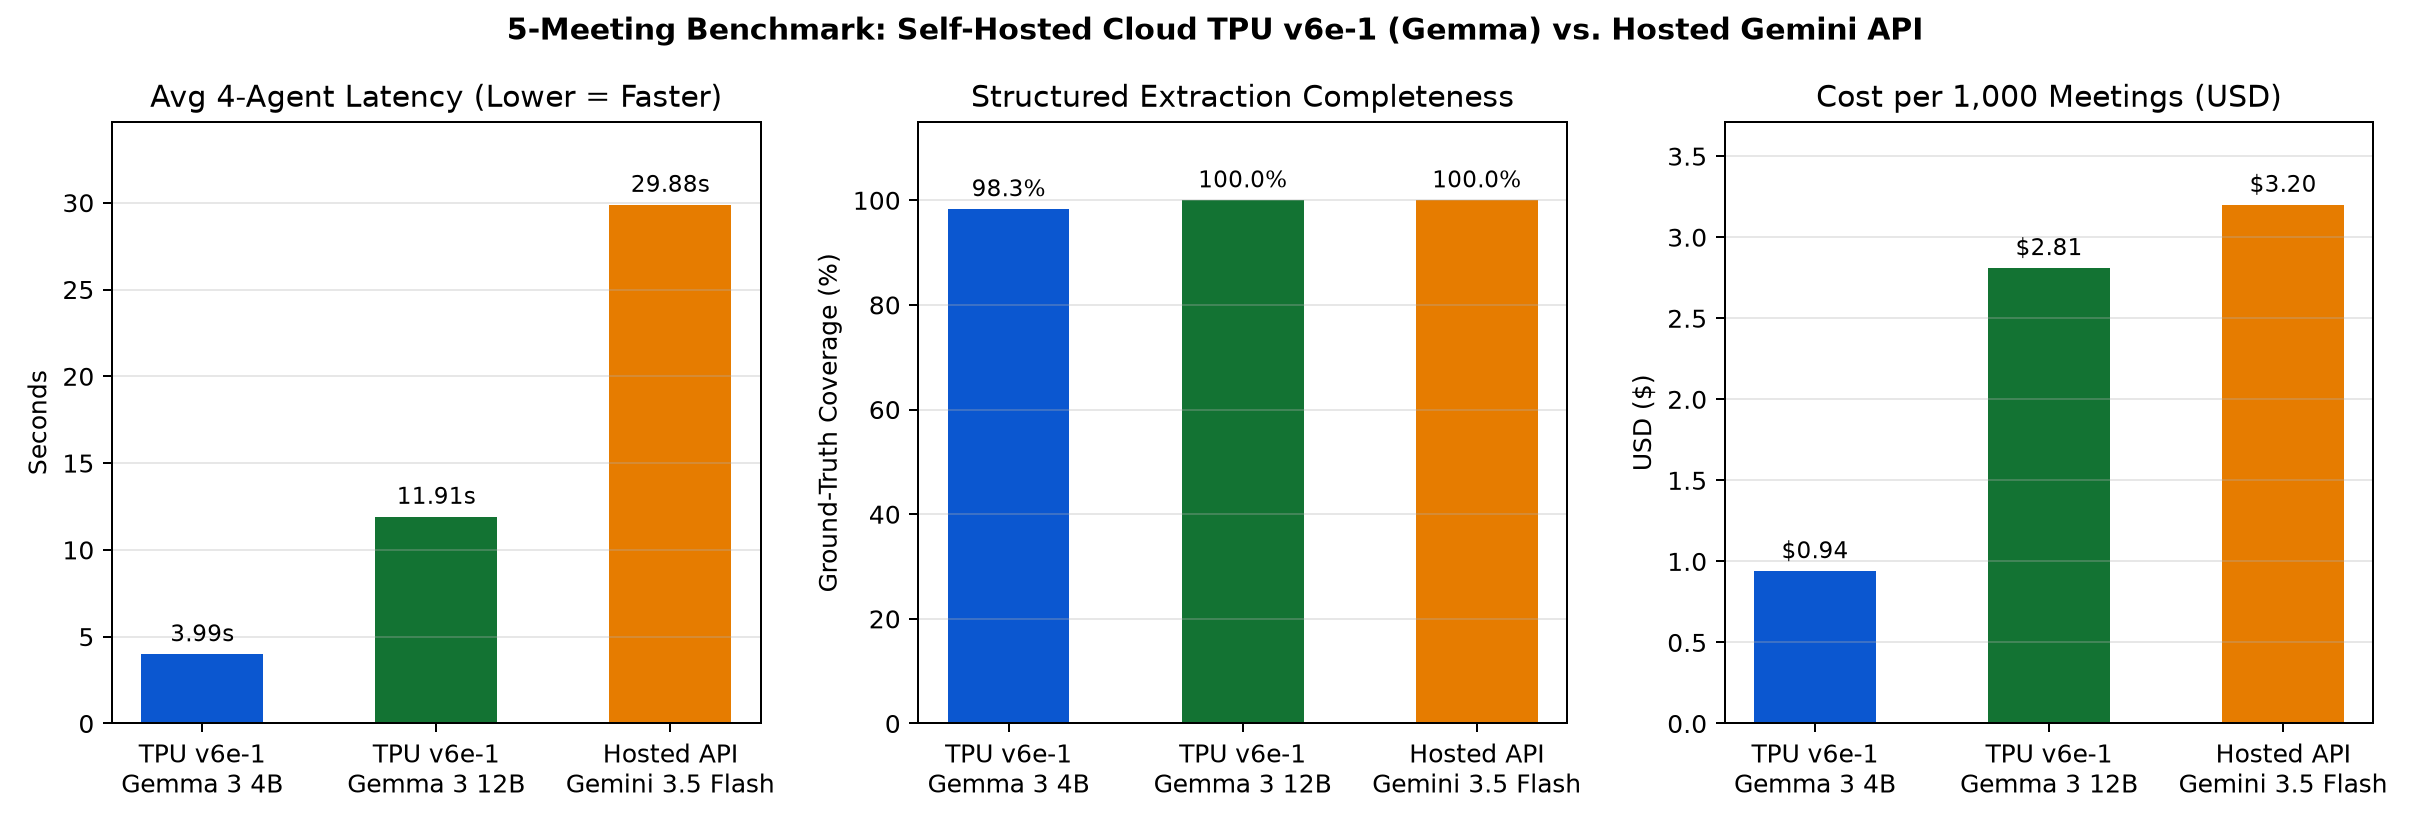 5-Meeting Benchmark: Self-Hosted Cloud TPU v6e-1 (Gemma) vs. Hosted Gemini API
Avg 4-Agent Latency (Lower = Faster)
Seconds
30
25
20
15
10
5
0
3.99s
11.91s
29.88s
TPU v6e-1
Gemma 3 4B
TPU v6e-1
Gemma 3 12B
Hosted API
Gemini 3.5 Flash
Structured Extraction Completeness
Ground-Truth Coverage (%)
100
80
60
40
20
0
98.3%
100.0%
100.0%
TPU v6e-1
Gemma 3 4B
TPU v6e-1
Gemma 3 12B
Hosted API
Gemini 3.5 Flash
Cost per 1,000 Meetings (USD)
USD ($)
3.5
3.0
2.5
2.0
1.5
1.0
0.5
0.0
$0.94
$2.81
$3.20
TPU v6e-1
Gemma 3 4B
TPU v6e-1
Gemma 3 12B
Hosted API
Gemini 3.5 Flash